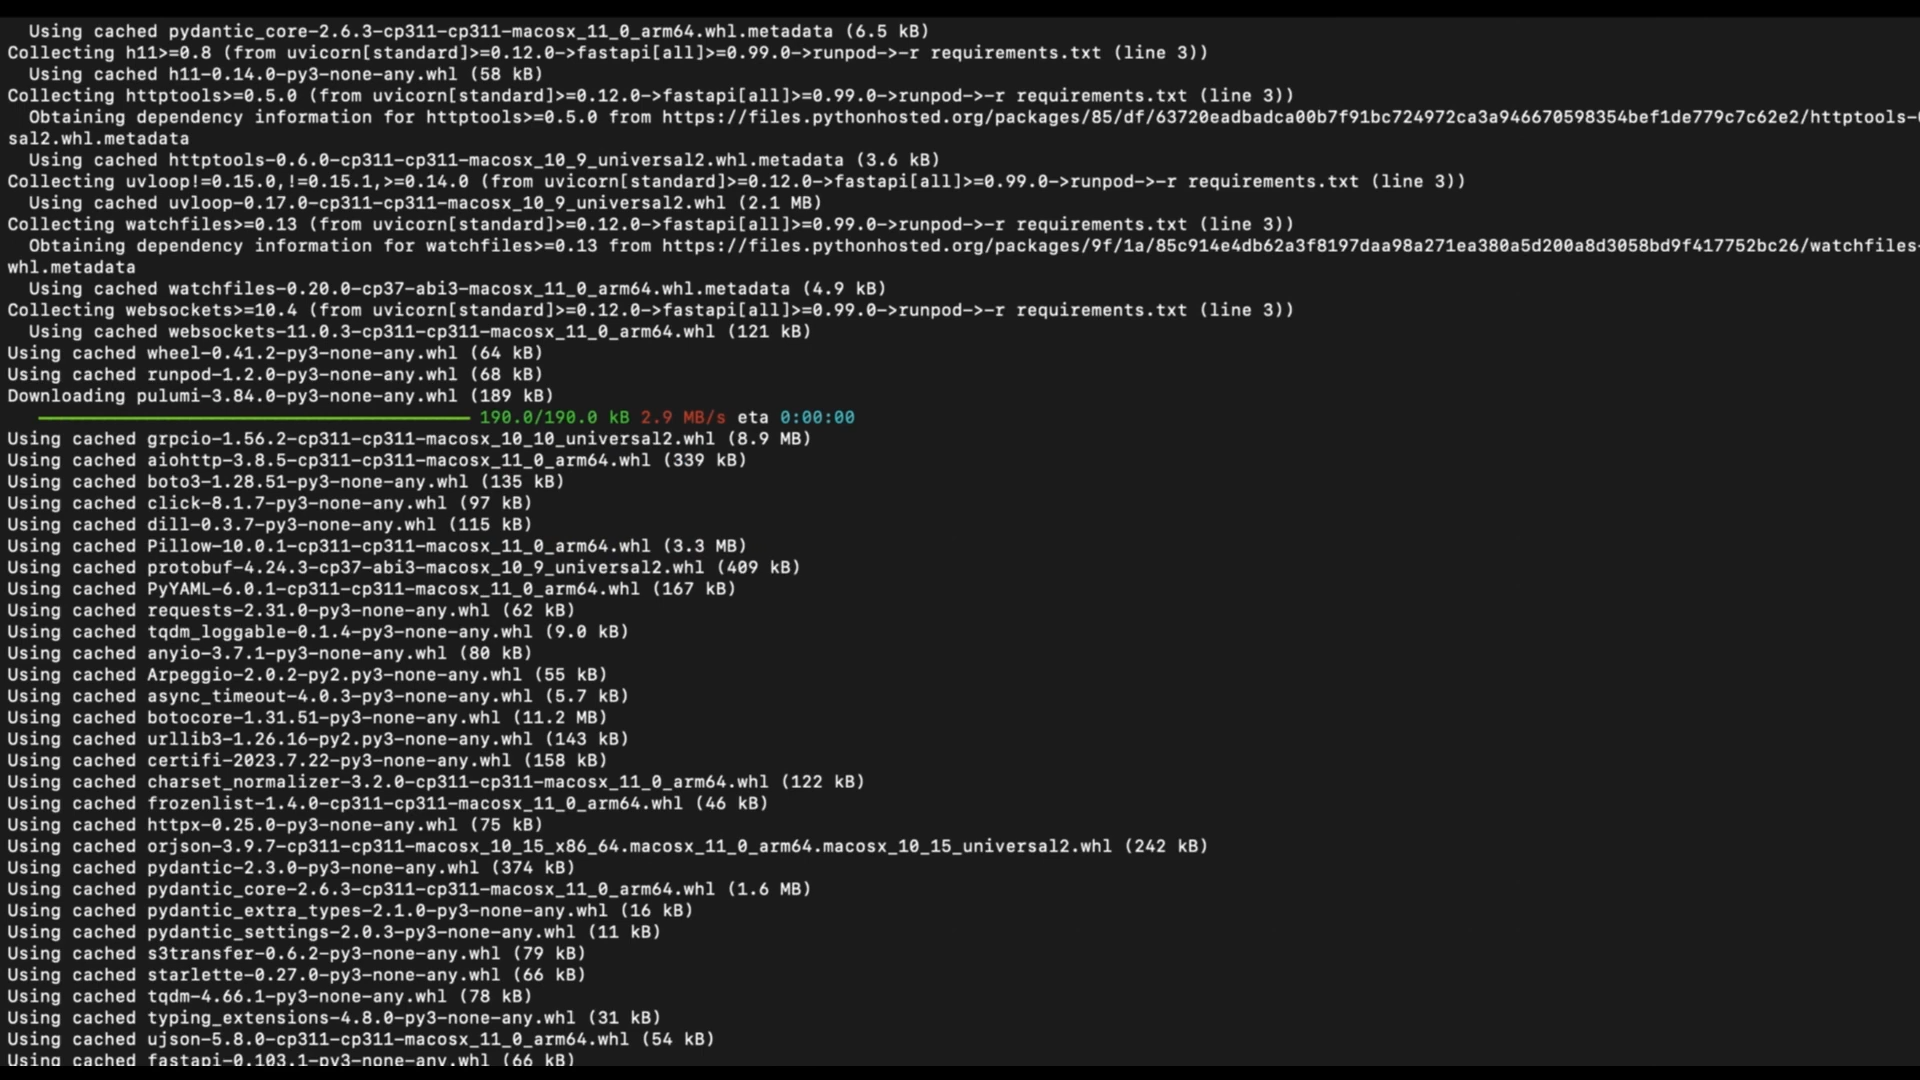 Using cached pydantic_core-2.6.3-cp311-cp311-macosx_11_0_arm64.whl.metadata (6.5 kB)
Collecting h11>=0.8 (from uvicorn[standard]>=0.12.0->fastapi[all]>=0.99.0->runpod->-r requirements.txt (line 3))
Using cached h11-0.14.0-py3-none-any.whl (58 kB)
Collecting httptools>=0.5.0 (from uvicorn[standard]>=0.12.0->fastapi[all]>=0.99.0->runpod->-r requirements.txt (line 3))
Obtaining dependency information for httptools>=0.5.0 from https://files.pythonhosted.org/packages/85/df/63720eadbadca00b7f91bc724972ca3a946670598354bef1de779c7c62e2/httptools-
sal2.whl.metadata
Using cached httptools-0.6.0-cp311-cp311-macosx_10_9_universal2.whl.metadata (3.6 kB)
Collecting uvloop!=0.15.0,!=0.15.1,>=0.14.0 (from uvicorn[standard]>=0.12.0->fastapi[all]>=0.99.0->runpod->-r requirements.txt (line 3))
Using cached uvloop-0.17.0-cp311-cp311-macosx_10_9_universal2.whl (2.1 MB)
Collecting watchfiles>=0.13 (from uvicorn[standard]>=0.12.0->fastapi[all]>=0.99.0->runpod->-r requirements.txt (line 3))
Obtaining dependency information for watchfiles>=0.13 from https://files.pythonhosted.org/packages/9f/1a/85c914e4db62a3f8197daa98a271ea380a5d200a8d3058bd9f417752bc26/watchfiles-
whl.metadata
Using cached watchfiles-0.20.0-cp37-abi3-macosx_11_0_arm64.whl.metadata (4.9 kB)
Collecting websockets>=10.4 (from uvicorn[standard]>=0.12.0->fastapi[all]>=0.99.0->runpod->-r requirements.txt (line 3))
Using cached websockets-11.0.3-cp311-cp311-macosx_11_0_arm64.whl (121 kB)
Using cached wheel-0.41.2-py3-none-any.whl (64 kB)
Using cached runpod-1.2.0-py3-none-any.whl (68 kB)
Downloading pulumi-3.84.0-py3-none-any.whl (189 kB)
190.0/190.0 kB 2.9 MB/s eta 0:00:00
Using cached grpcio-1.56.2-cp311-cp311-macosx_10_10_universal2.whl (8.9 MB)
Using cached aiohttp-3.8.5-cp311-cp311-macosx_11_0_arm64.whl (339 kB)
Using cached boto3-1.28.51-py3-none-any.whl (135 kB)
Using cached click-8.1.7-py3-none-any.whl (97 kB)
Using cached dill-0.3.7-py3-none-any.whl (115 kB)
Using cached Pillow-10.0.1-cp311-cp311-macosx_11_0_arm64.whl (3.3 MB)
Using cached protobuf-4.24.3-cp37-abi3-macosx_10_9_universal2.whl (409 kB)
Using cached PyYAML-6.0.1-cp311-cp311-macosx_11_0_arm64.whl (167 kB)
Using cached requests-2.31.0-py3-none-any.whl (62 kB)
Using cached tqdm_loggable-0.1.4-py3-none-any.whl (9.0 kB)
Using cached anyio-3.7.1-py3-none-any.whl (80 kB)
Using cached Arpeggio-2.0.2-py2.py3-none-any.whl (55 kB)
Using cached async_timeout-4.0.3-py3-none-any.whl (5.7 kB)
Using cached botocore-1.31.51-py3-none-any.whl (11.2 MB)
Using cached urllib3-1.26.16-py2.py3-none-any.whl (143 kB)
Using cached certifi-2023.7.22-py3-none-any.whl (158 kB)
Using cached charset_normalizer-3.2.0-cp311-cp311-macosx_11_0_arm64.whl (122 kB)
Using cached frozenlist-1.4.0-cp311-cp311-macosx_11_0_arm64.whl (46 kB)
Using cached httpx-0.25.0-py3-none-any.whl (75 kB)
Using cached orjson-3.9.7-cp311-cp311-macosx_10_15_x86_64.macosx_11_0_arm64.macosx_10_15_universal2.whl (242 kB)
Using cached pydantic-2.3.0-py3-none-any.whl (374 kB)
Using cached pydantic_core-2.6.3-cp311-cp311-macosx_11_0_arm64.whl (1.6 MB)
Using cached pydantic_extra_types-2.1.0-py3-none-any.whl (16 kB)
Using cached pydantic_settings-2.0.3-py3-none-any.whl (11 kB)
Using cached s3transfer-0.6.2-py3-none-any.whl (79 kB)
Using cached starlette-0.27.0-py3-none-any.whl (66 kB)
Using cached tqdm-4.66.1-py3-none-any.whl (78 kB)
Using cached typing_extensions-4.8.0-py3-none-any.whl (31 kB)
Using cached ujson-5.8.0-cp311-cp311-macosx_11_0_arm64.whl (54 kB)
Using cached fastapi-0.103.1-py3-none-any.whl (66 kB)